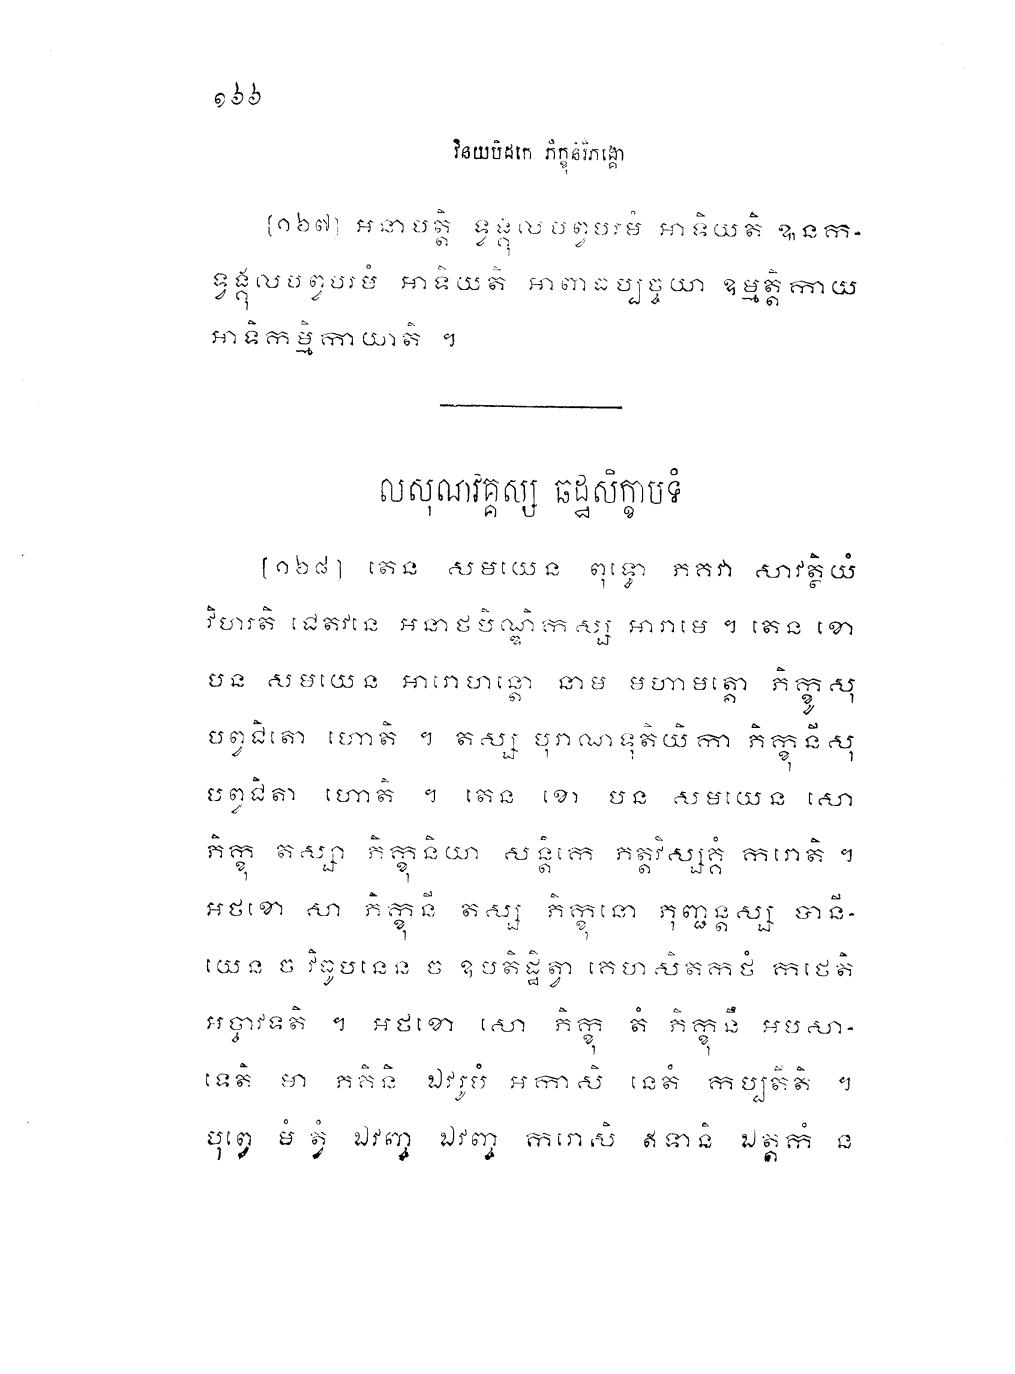 ១៦៦
វិនយបិដកេ ភិក្ខុនីវិភង្គោ
[១៦៧] អនាបត្តិ ទ្វង្គុលបព្វបរមំ អាទិយតិ ឩនក-
ទ្វង្គុលបព្វបរមំ អាទិយតិ អាពាធប្បច្ចយា ឧម្មត្តិកាយ
អាទិកម្មិកាយាតិ ។
លសុណវគ្គស្ស ឆដ្ឋសិក្ខាបទំ
[១៦៨] តេន សមយេន ពុទ្ធោ ភគវា សាវត្ថិយំ
វិហរតិ ជេតវនេ អនាថបិណ្ឌិកស្ស អារាមេ ។ តេន ខោ
បន សមយេន អារោហន្តោ នាម មហាមត្តោ ភិក្ខូសុ
បព្វជិតោ ហោតិ ។ តស្ស បុរាណទុតិយិកា ភិក្ខុនីសុ
បព្វជិតា ហោតិ ។ តេន ខោ បន សមយេន សោ
ភិក្ខុ តស្សា ភិក្ខុនិយា សន្តិកេ ភត្តវិស្សគ្គំ ករោតិ ។
អថខោ សា ភិក្ខុនី តស្ស ភិក្ខុនោ ភុញ្ជន្តស្ស បានី-
យេន ច វិធូបនេន ច ឧបតិដ្ឋិត្វា គេហសិតកថំ កថេតិ
អច្ចាវទតិ ។ អថខោ សោ ភិក្ខុ តំ ភិក្ខុនឹ អបសា-
ទេតិ មា ភគិនិ ឯវរូបំ អកាសិ នេតំ កប្បតីតិ ។
បុព្វេ មំ ត្វំ ឯវញ្ច ឯវញ្ច ករោសិ ឥទានិ ឯត្តកំ ន